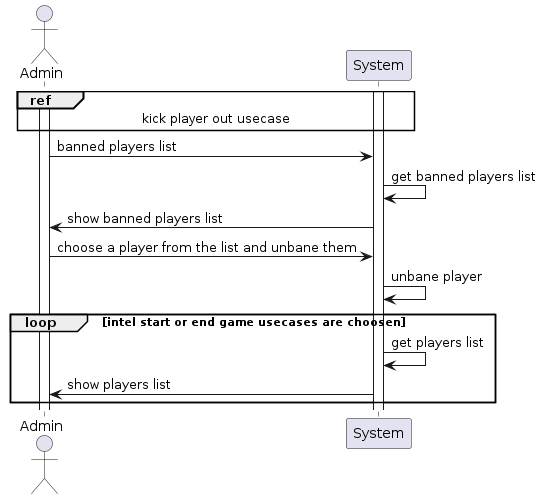 Admin
System
ref
kick player out usecase
banned players list
get banned players list
show banned players list
choose a player from the list and unbane them
unbane player
loop [intel start or end game usecases are choosen]
get players list
show players list
Admin
System